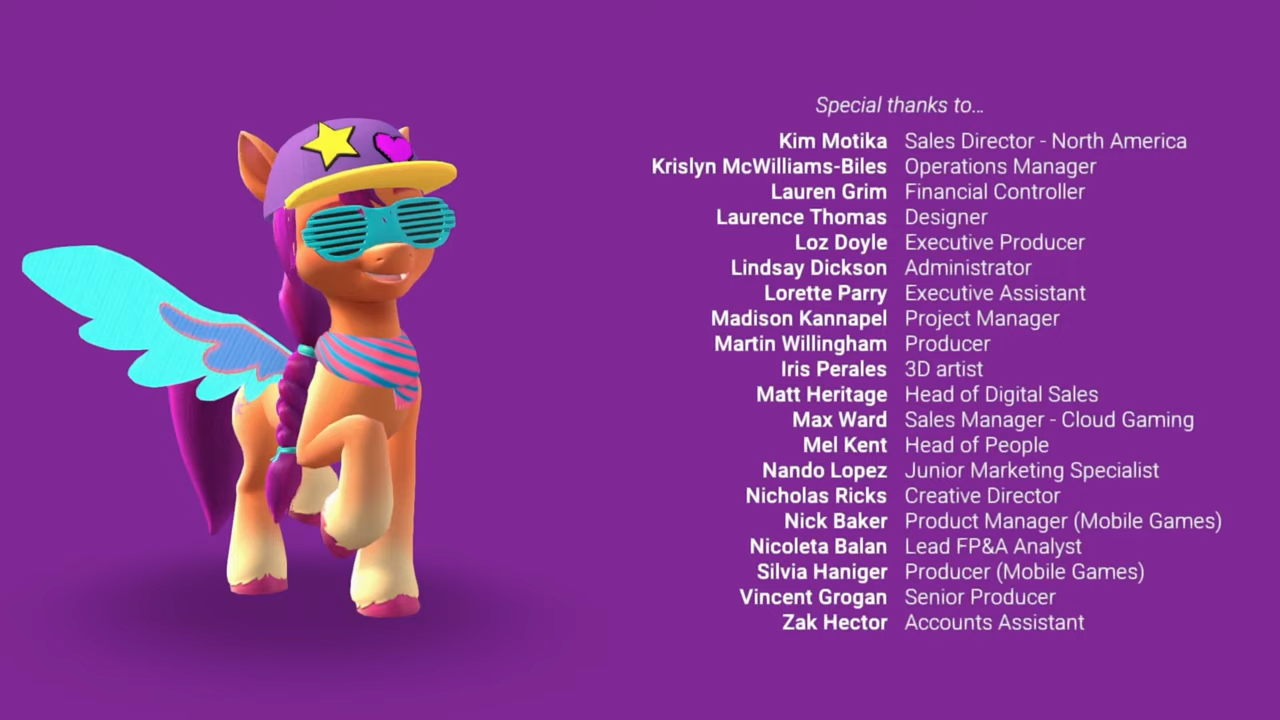 Special thanks to...
Kim Motika Sales Director - North America
Krislyn McWilliams-Biles Operations Manager
Lauren Grim Financial Controller
Laurence Thomas Designer
Loz Doyle Executive Producer
Lindsay Dickson Administrator
Lorette Parry Executive Assistant
Madison Kannapel Project Manager
Martin Willingham Producer
Iris Perales 3D artist
Matt Heritage Head of Digital Sales
Max Ward Sales Manager - Cloud Gaming
Mel Kent Head of People
Nando Lopez Junior Marketing Specialist
Nicholas Ricks Creative Director
Nick Baker Product Manager (Mobile Games)
Nicoleta Balan Lead FP&A Analyst
Silvia Haniger Producer (Mobile Games)
Vincent Grogan Senior Producer
Zak Hector Accounts Assistant